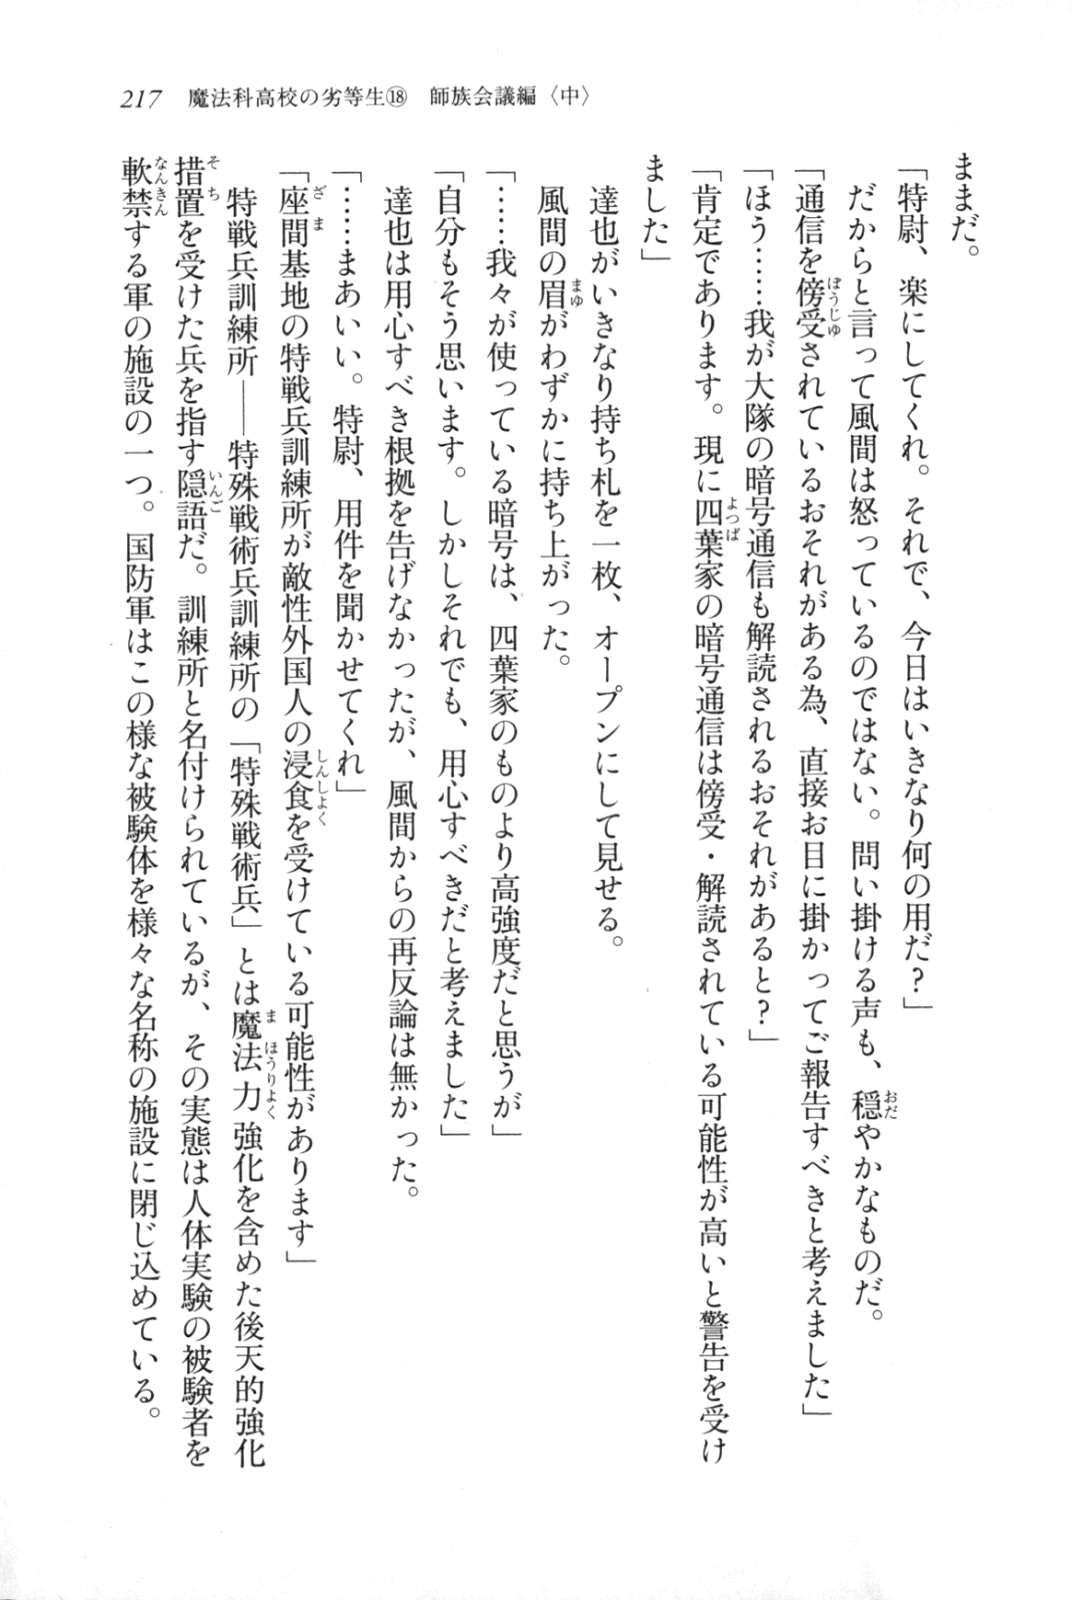 217　魔法科高校の劣等生⑱　師族会議編〈中〉
ままだ。
「特尉、楽にしてくれ。それで、今日はいきなり何の用だ？」
　だからと言って風間は怒っているのではない。問い掛ける声も、穏やかなものだ。
「通信を傍受されているおそれがある為、直接お目に掛かってご報告すべきと考えました」
「ほう……我が大隊の暗号通信も解読されるおそれがあると？」
「肯定であります。現に四葉家の暗号通信は傍受・解読されている可能性が高いと警告を受け
ました」
　達也がいきなり持ち札を一枚、オープンにして見せる。
　風間の眉がわずかに持ち上がった。
「……我々が使っている暗号は、四葉家のものより高強度だと思うが」
「自分もそう思います。しかしそれでも、用心すべきだと考えました」
　達也は用心すべき根拠を告げなかったが、風間からの再反論は無かった。
「……まあいい。特尉、用件を聞かせてくれ」
「座間基地の特戦兵訓練所が敵性外国人の浸食を受けている可能性があります」
　特戦兵訓練所――特殊戦術兵訓練所の「特殊戦術兵」とは魔法力強化を含めた後天的強化
措置を受けた兵を指す隠語だ。訓練所と名付けられているが、その実態は人体実験の被験者を
軟禁する軍の施設の一つ。国防軍はこの様な被験体を様々な名称の施設に閉じ込めている。